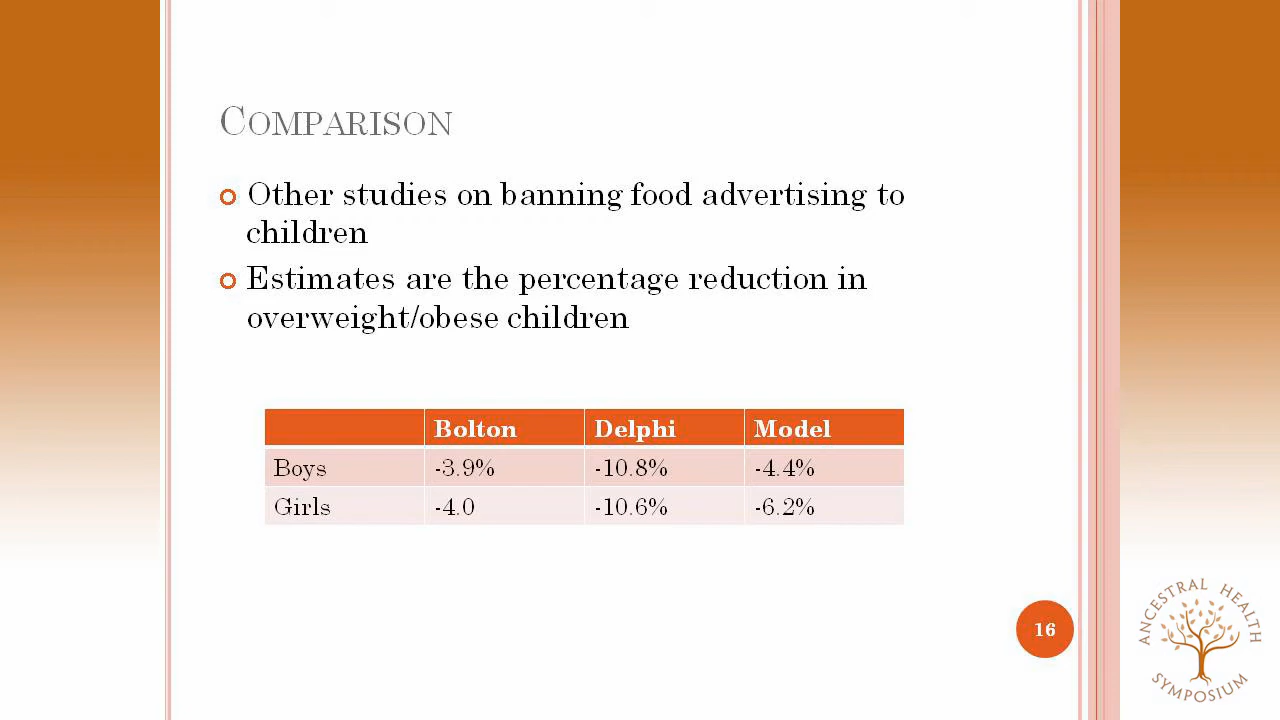 COMPARISON
Other studies on banning food advertising to
children
Estimates are the percentage reduction in
overweight/obese children
Bolton Delphi Model
Boys -3.9% -10.8% -4.4%
Girls -4.0 -10.6% -6.2%
16
ANCESTRAL HEALTH
SYMPOSIUM